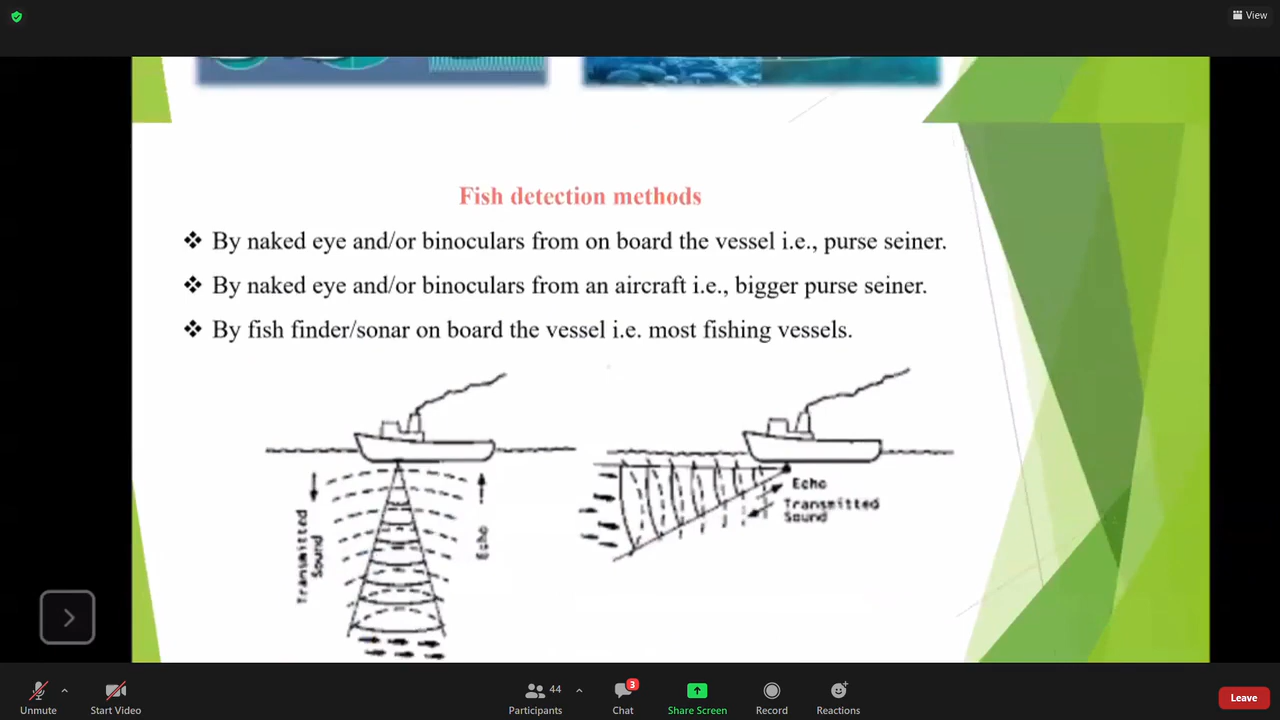 View
Fish detection methods
❖ By naked eye and/or binoculars from on board the vessel i.e., purse seiner.
❖ By naked eye and/or binoculars from an aircraft i.e., bigger purse seiner.
❖ By fish finder/sonar on board the vessel i.e. most fishing vessels.
Transmitted
Sound
Echo
Echo
Transmitted
Sound
Unmute
Start Video
44
Participants
3
Chat
Share Screen
Record
Reactions
Leave